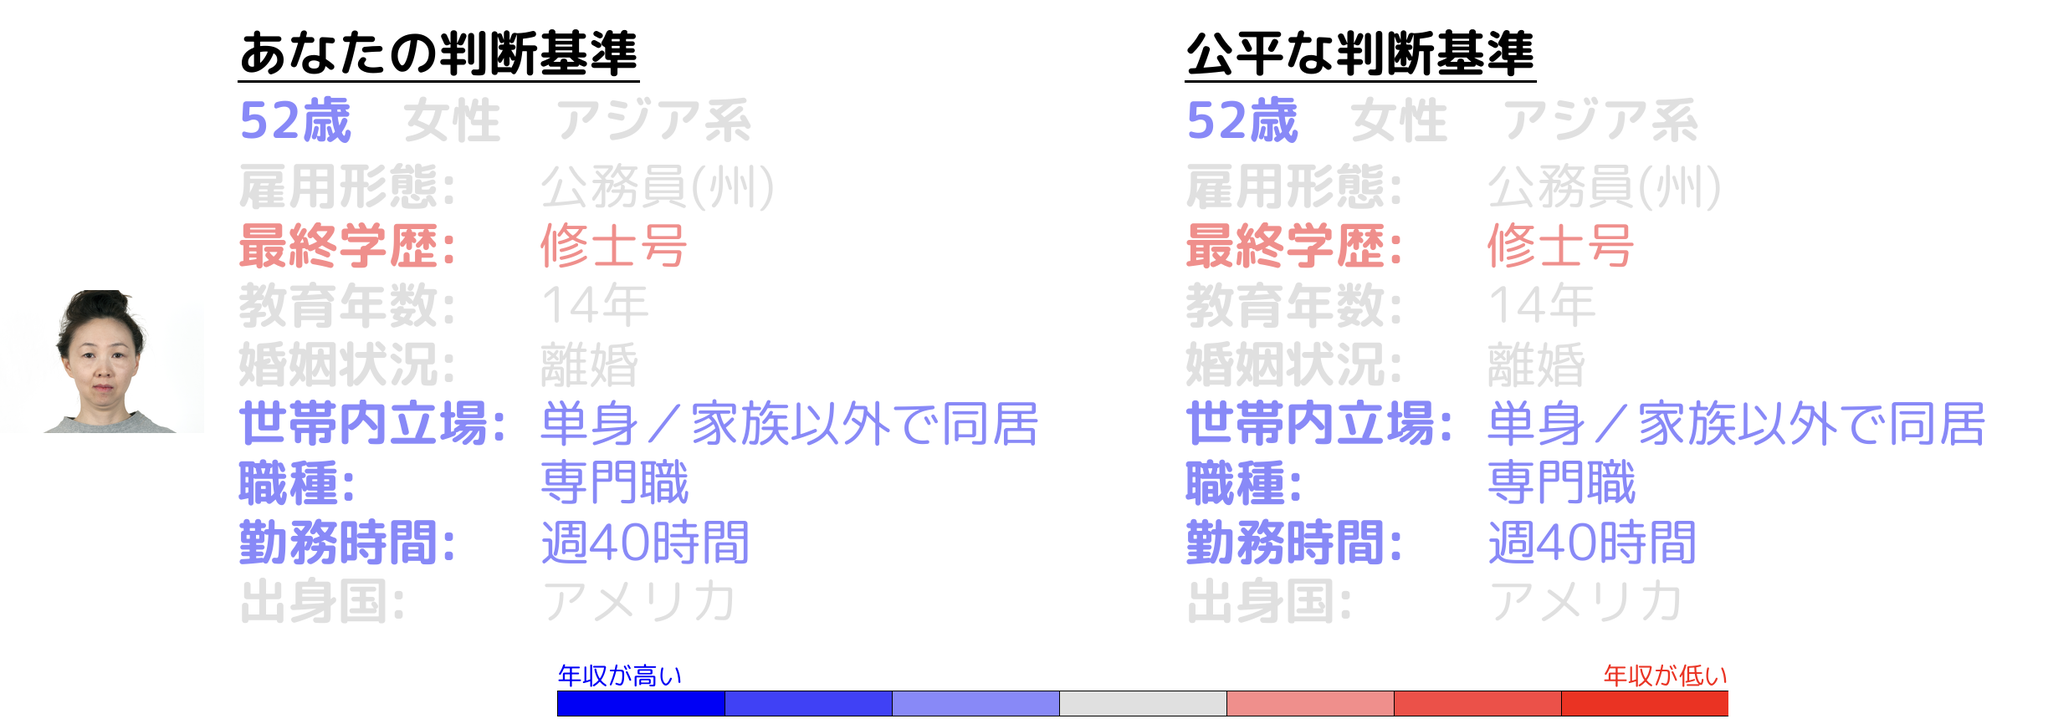 あなたの判断基準
52歳 女性 アジア系
雇用形態: 公務員(州)
最終学歴: 修士号
教育年数: 14年
婚姻状況: 離婚
世帯内立場: 単身／家族以外で同居
職種: 専門職
勤務時間: 週40時間
出身国: アメリカ
公平な判断基準
52歳 女性 アジア系
雇用形態: 公務員(州)
最終学歴: 修士号
教育年数: 14年
婚姻状況: 離婚
世帯内立場: 単身／家族以外で同居
職種: 専門職
勤務時間: 週40時間
出身国: アメリカ
年収が高い
年収が低い